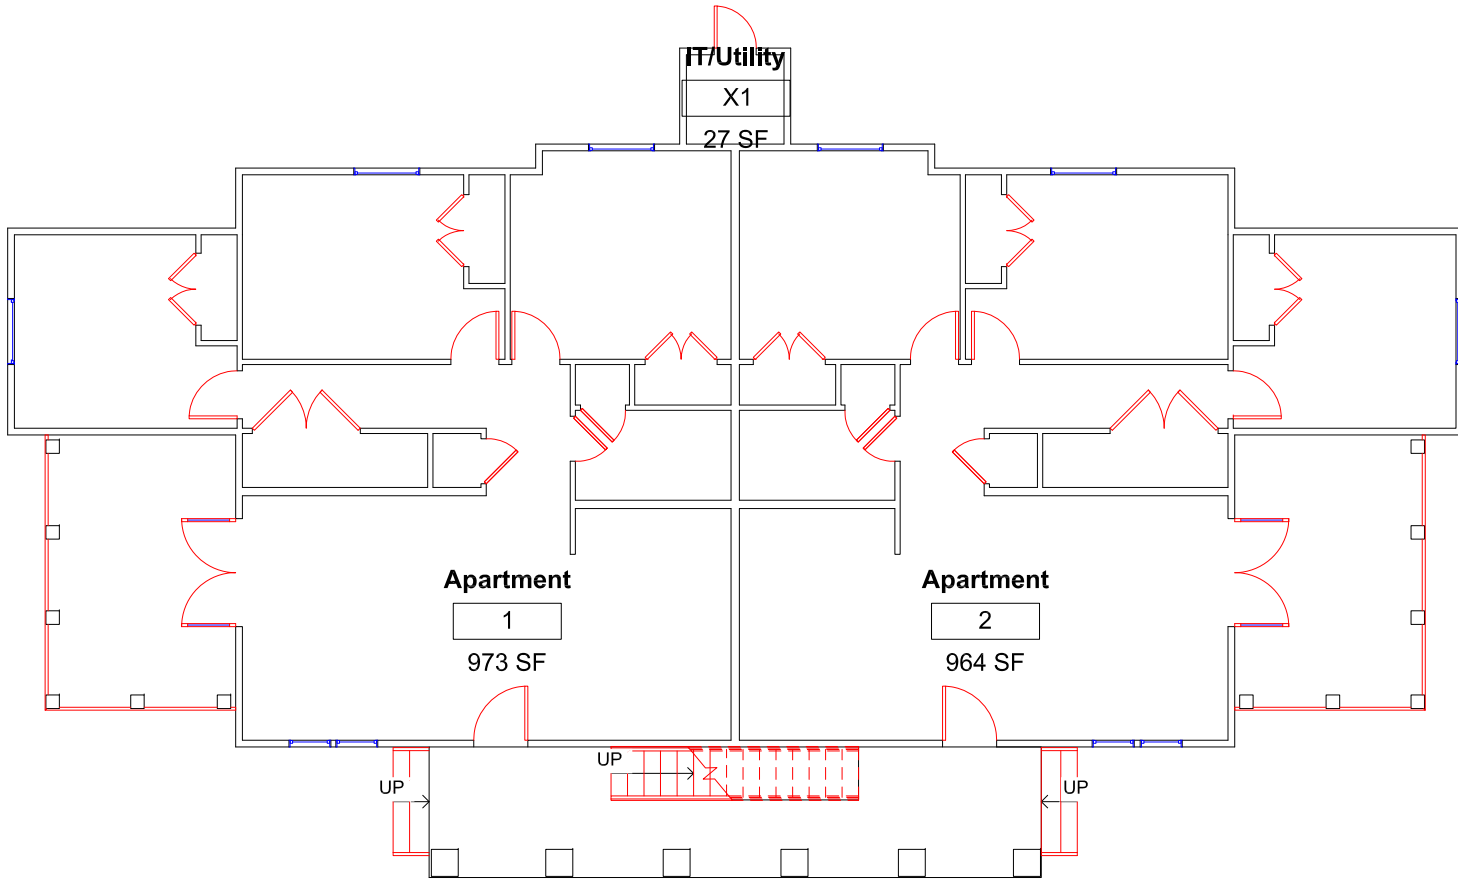 IT/Utility
X1
27 SF
Apartment
1
973 SF
Apartment
2
964 SF
UP
UP
UP